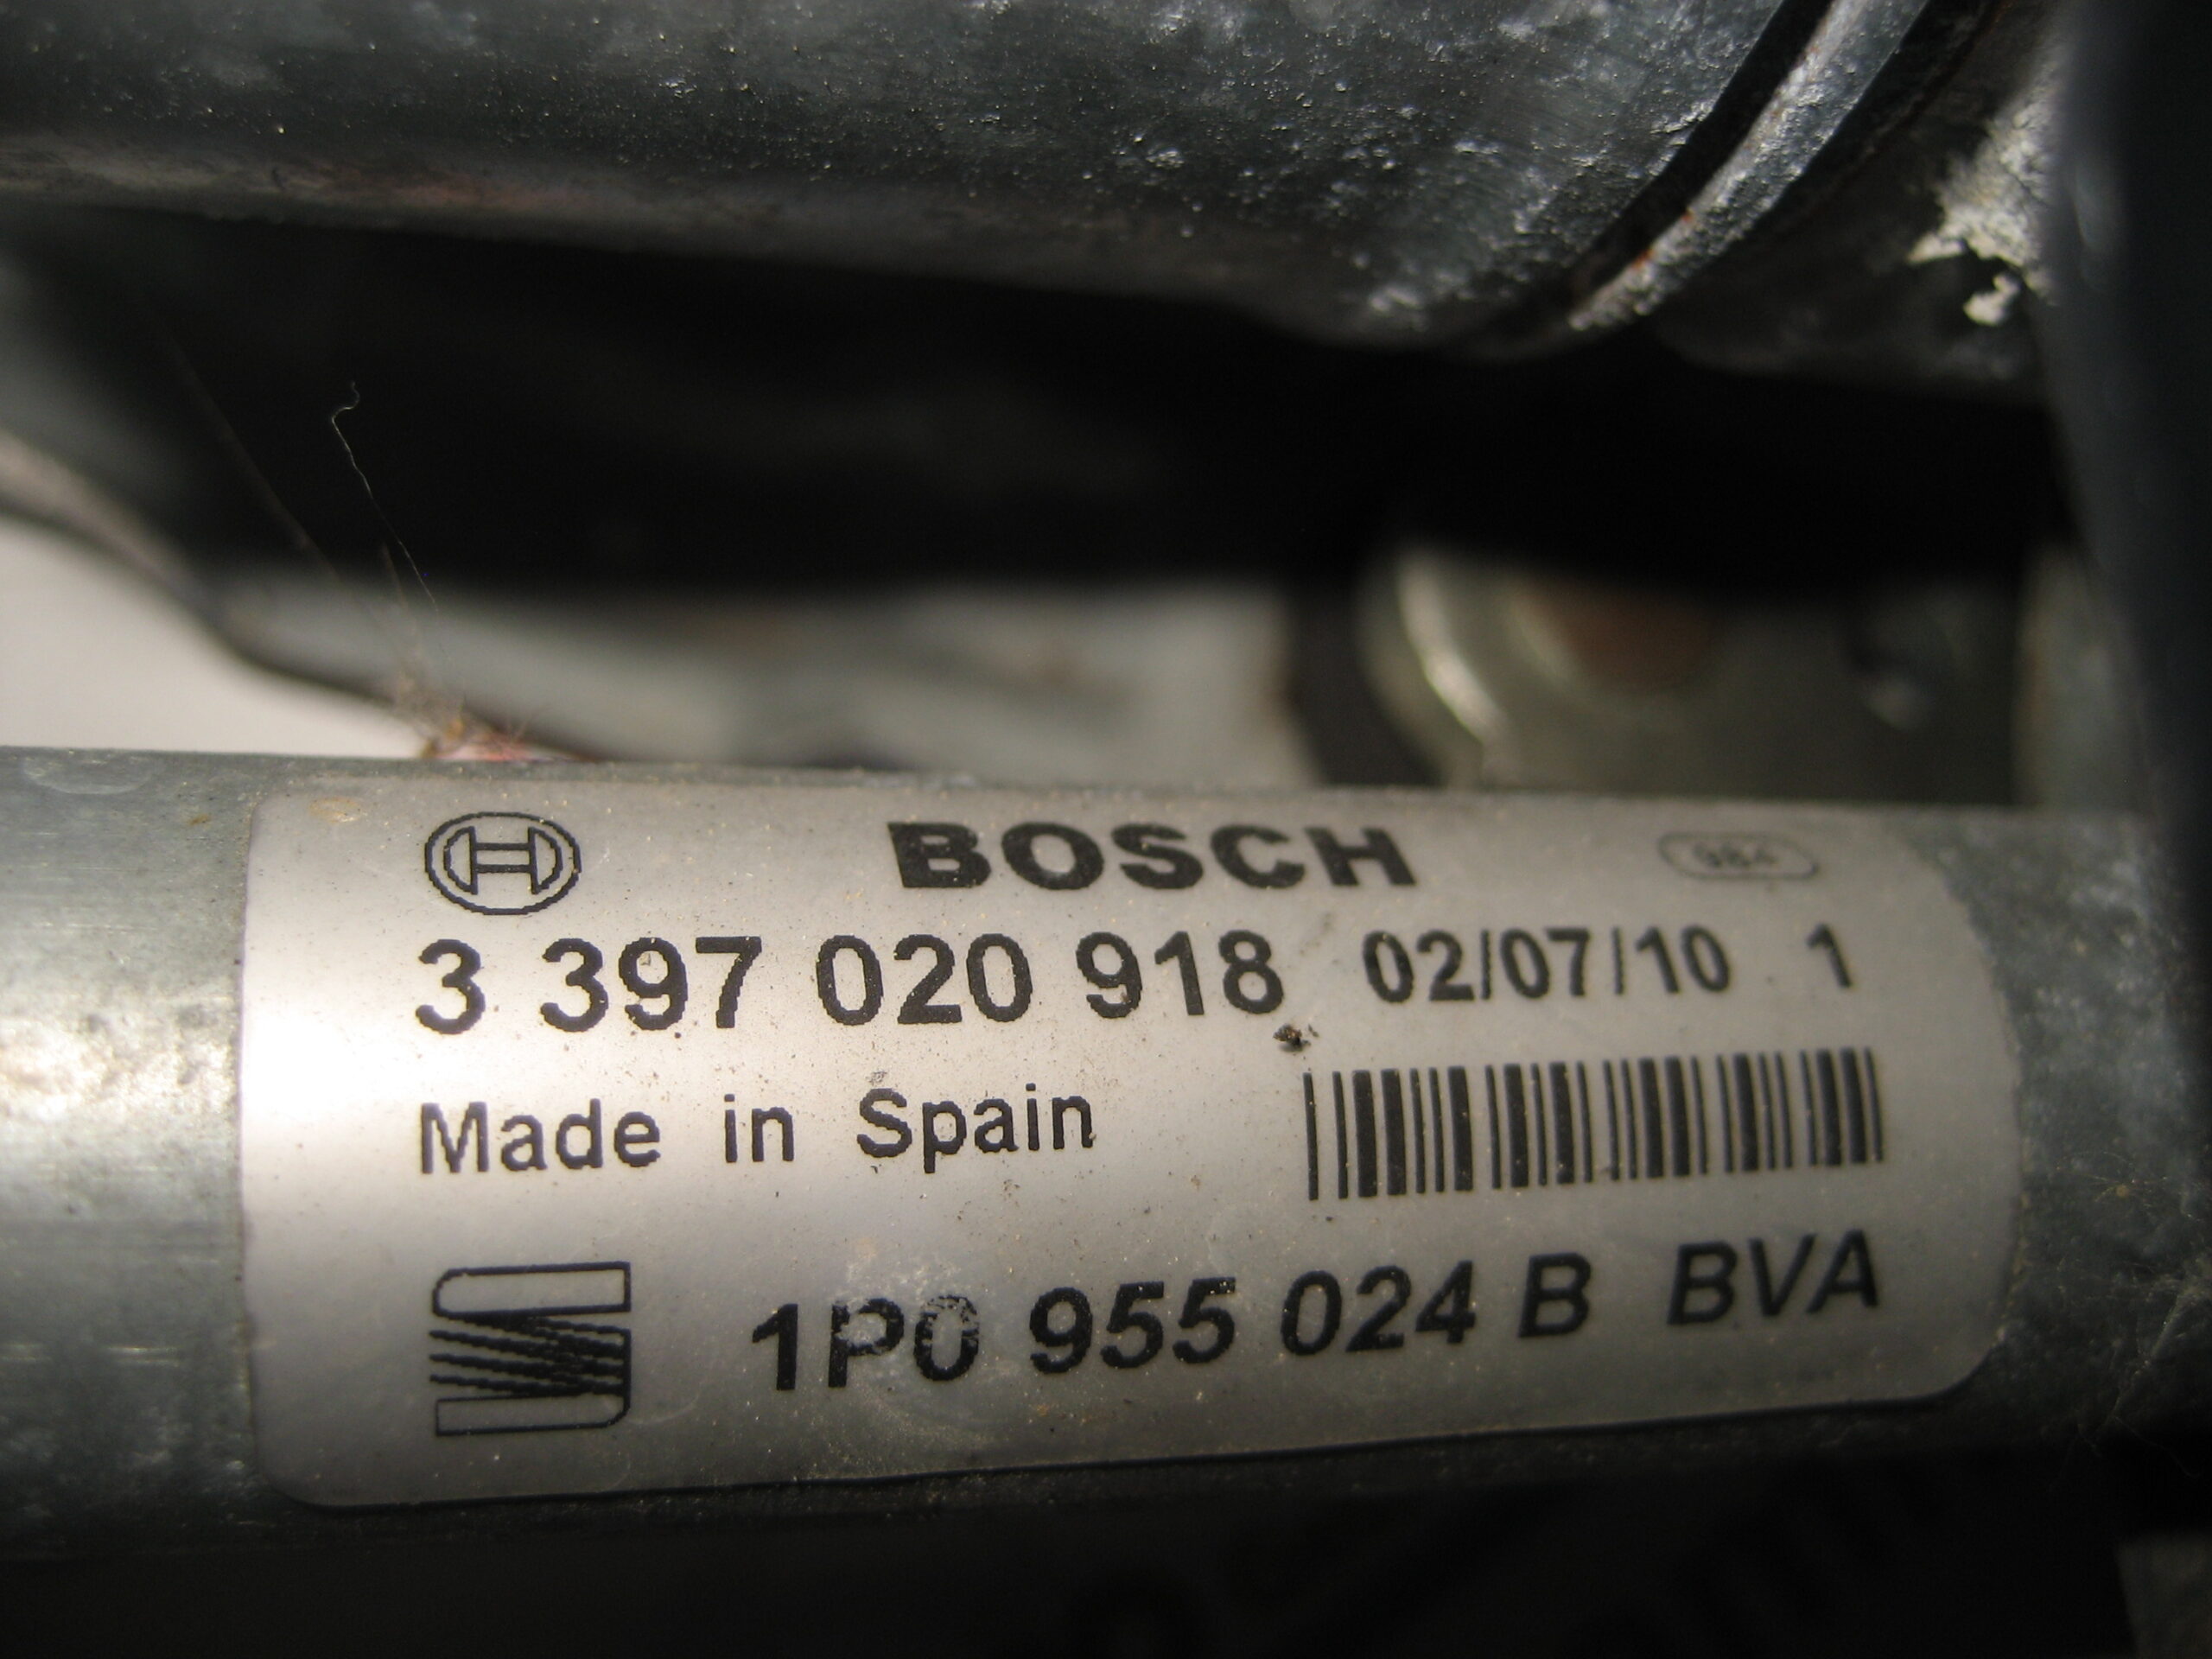 BOSCH
3 397 020 918 02/07/10 1
Made in Spain
1P0 955 024 B BVA